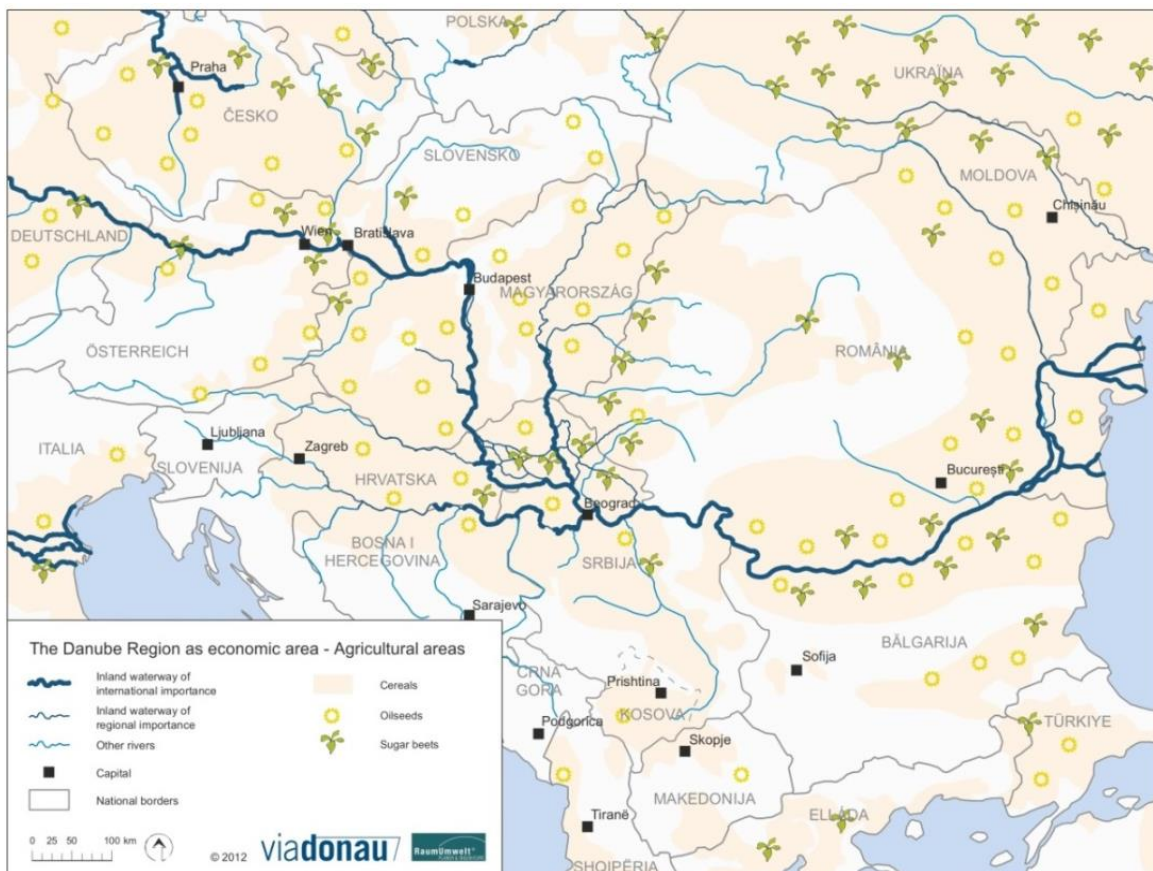 POLSKA
Praha
UKRAÏNA
ČESKO
SLOVENSKO
MOLDOVA
Chişinău
DEUTSCHLAND
Wien
Bratislava
Budapest
MAGYARORSZÁG
ÖSTERREICH
ROMÂNIA
ITALIA
Ljubljana
SLOVENIJA
Zagreb
HRVATSKA
Bucureşti
Beograd
BOSNA I
HERCEGOVINA
SRBIJA
Sarajevo
BĂLGARIJA
Sofija
CRNA
GORA
Prishtina
KOSOVA
Podgorica
Skopje
TÜRKIYE
MAKEDONIJA
ELLÁDA
Tiranë
SHQIPËRIA
The Danube Region as economic area - Agricultural areas
Inland waterway of
international importance
Inland waterway of
regional importance
Other rivers
Capital
National borders
Cereals
Oilseeds
Sugar beets
0 25 50 100 km
© 2012
viadonau
RaumUmwelt®